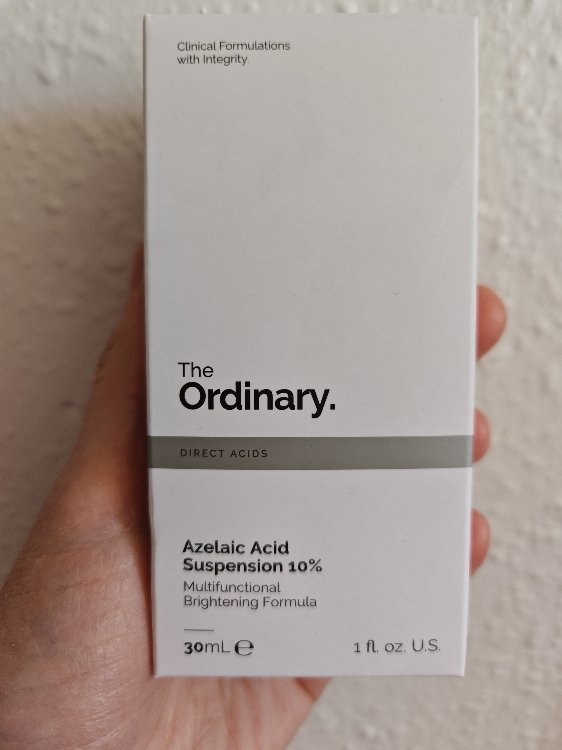 Clinical Formulations
with Integrity.
The
Ordinary.
DIRECT ACIDS
Azelaic Acid
Suspension 10%
Multifunctional
Brightening Formula
30mL ℮ 1 fl. oz. U.S.